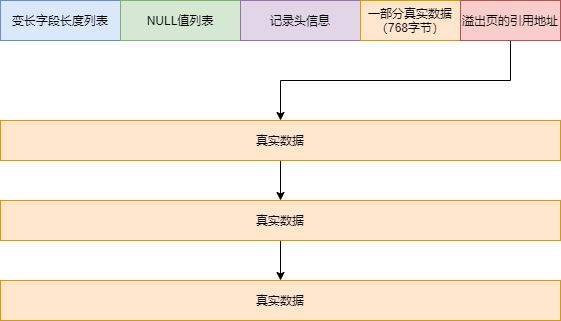 变长字段长度列表
NULL值列表
记录头信息
一部分真实数据
（768字节）
溢出页的引用地址
真实数据
真实数据
真实数据